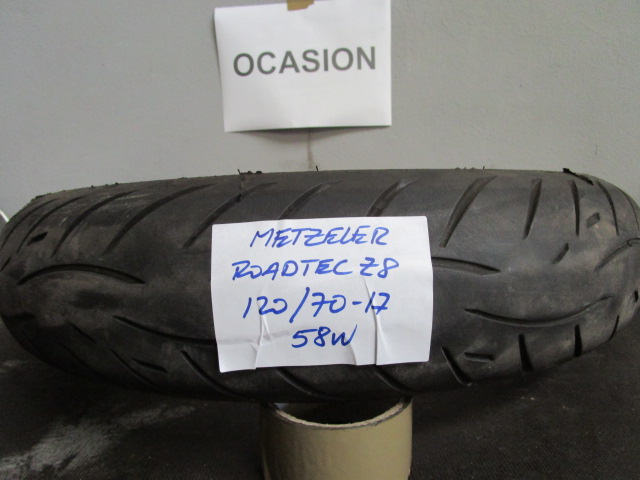 OCASION
METZELER
ROADTEC Z8
120/70-17
58W